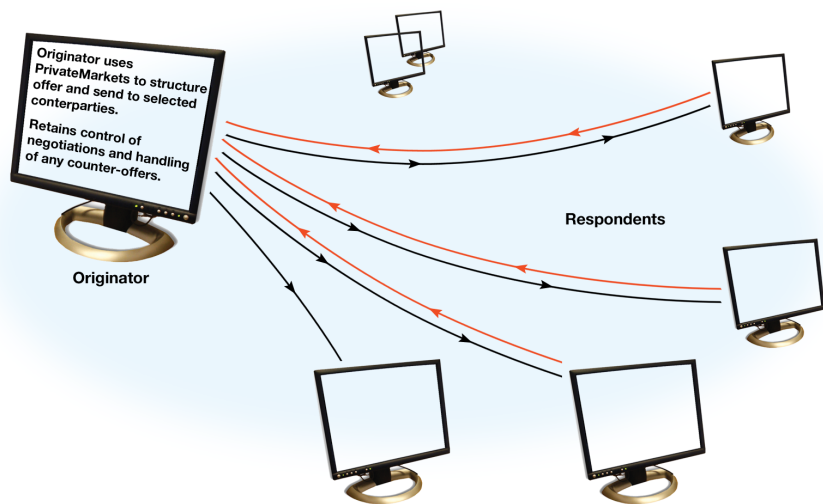 Originator uses
PrivateMarkets to structure
offer and send to selected
conterparties.
Retains control of
negotiations and handling
of any counter-offers.
Respondents
Originator